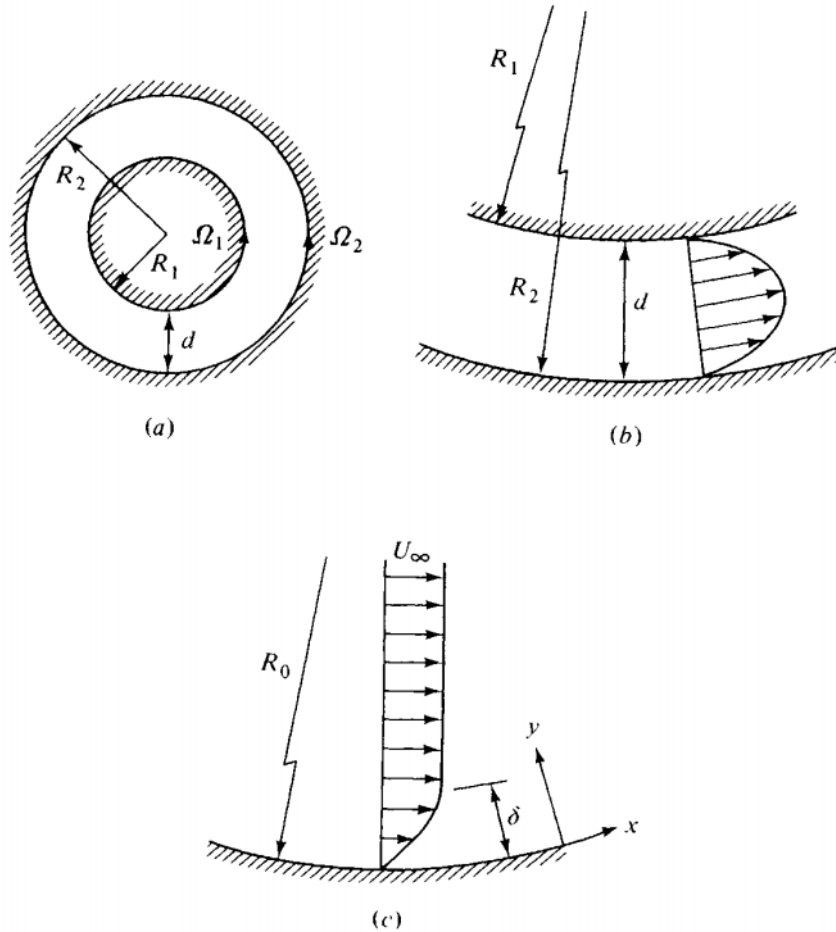 R₂
Ω₁
Ω₂
R₁
d
(a)
R₁
R₂
d
(b)
U∞
R₀
y
δ
x
(c)